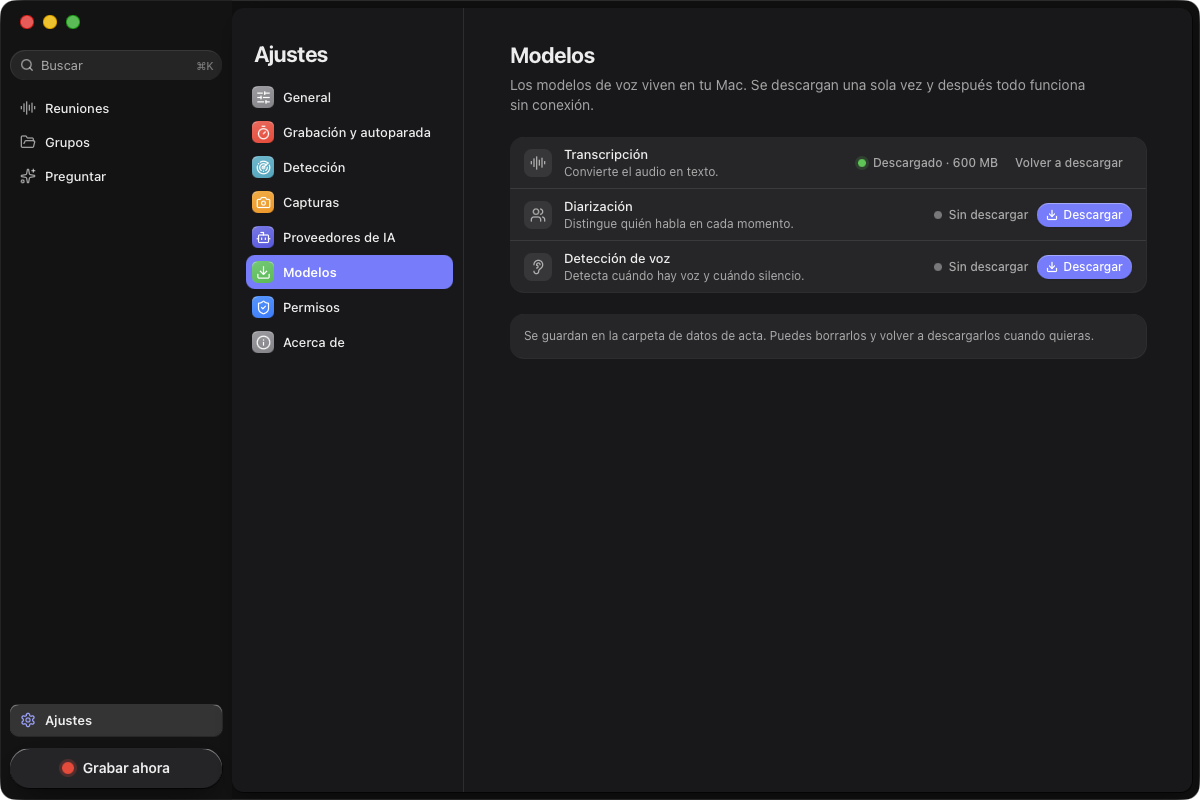 Buscar
⌘K
Reuniones
Grupos
Preguntar
Ajustes
Grabar ahora
Ajustes
General
Grabación y autoparada
Detección
Capturas
Proveedores de IA
Modelos
Permisos
Acerca de
Modelos
Los modelos de voz viven en tu Mac. Se descargan una sola vez y después todo funciona
sin conexión.
Transcripción
Convierte el audio en texto.
Descargado · 600 MB
Volver a descargar
Diarización
Distingue quién habla en cada momento.
Sin descargar
Descargar
Detección de voz
Detecta cuándo hay voz y cuándo silencio.
Sin descargar
Descargar
Se guardan en la carpeta de datos de acta. Puedes borrarlos y volver a descargarlos cuando quieras.